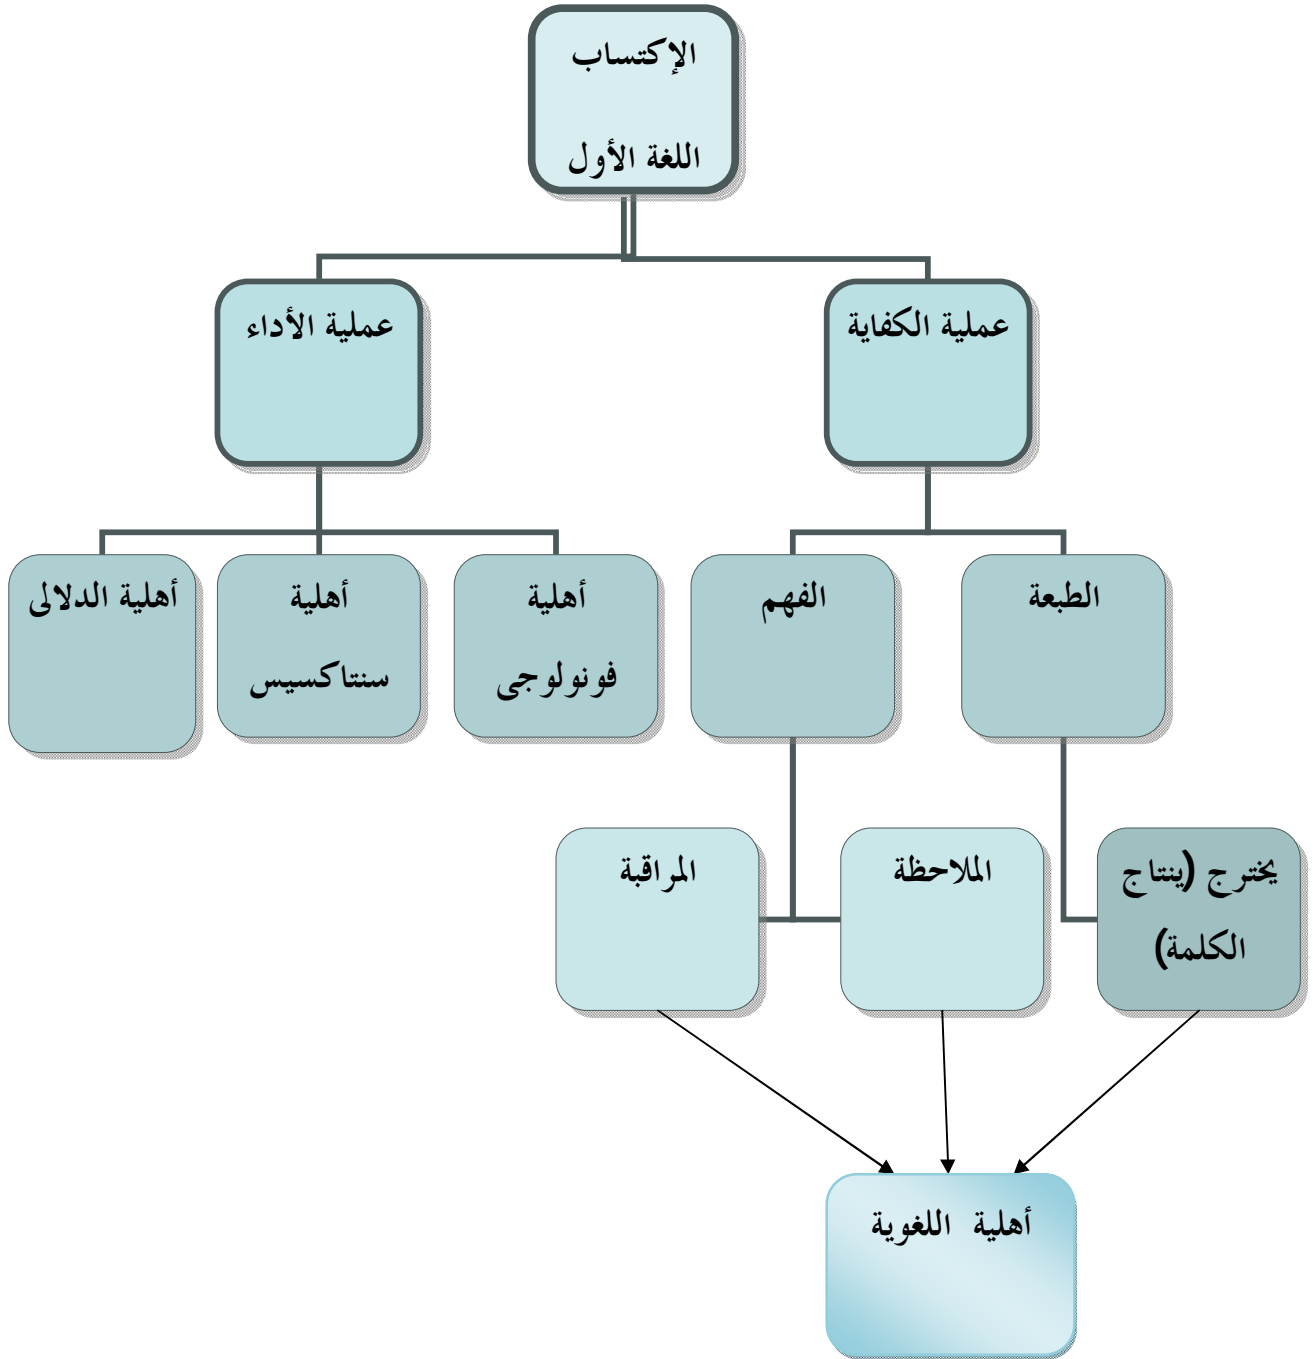 الإكتساب
اللغة الأول
عملية الكفاية
عملية الأداء
الطبعة
الفهم
أهلية
فونولوجى
أهلية
سنتاكسيس
أهلية الدلالى
يخترج (ينتاج
الكلمة)
الملاحظة
المراقبة
أهلية اللغوية